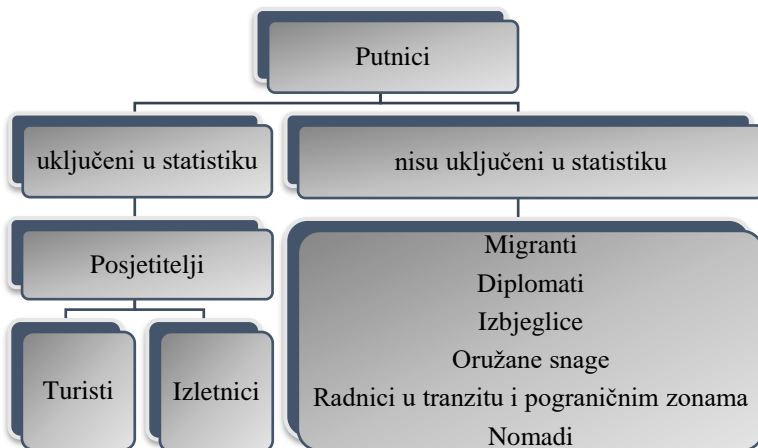 Putnici
uključeni u statistiku
nisu uključeni u statistiku
Posjetitelji
Turisti
Izletnici
Migranti
Diplomati
Izbjeglice
Oružane snage
Radnici u tranzitu i pograničnim zonama
Nomadi